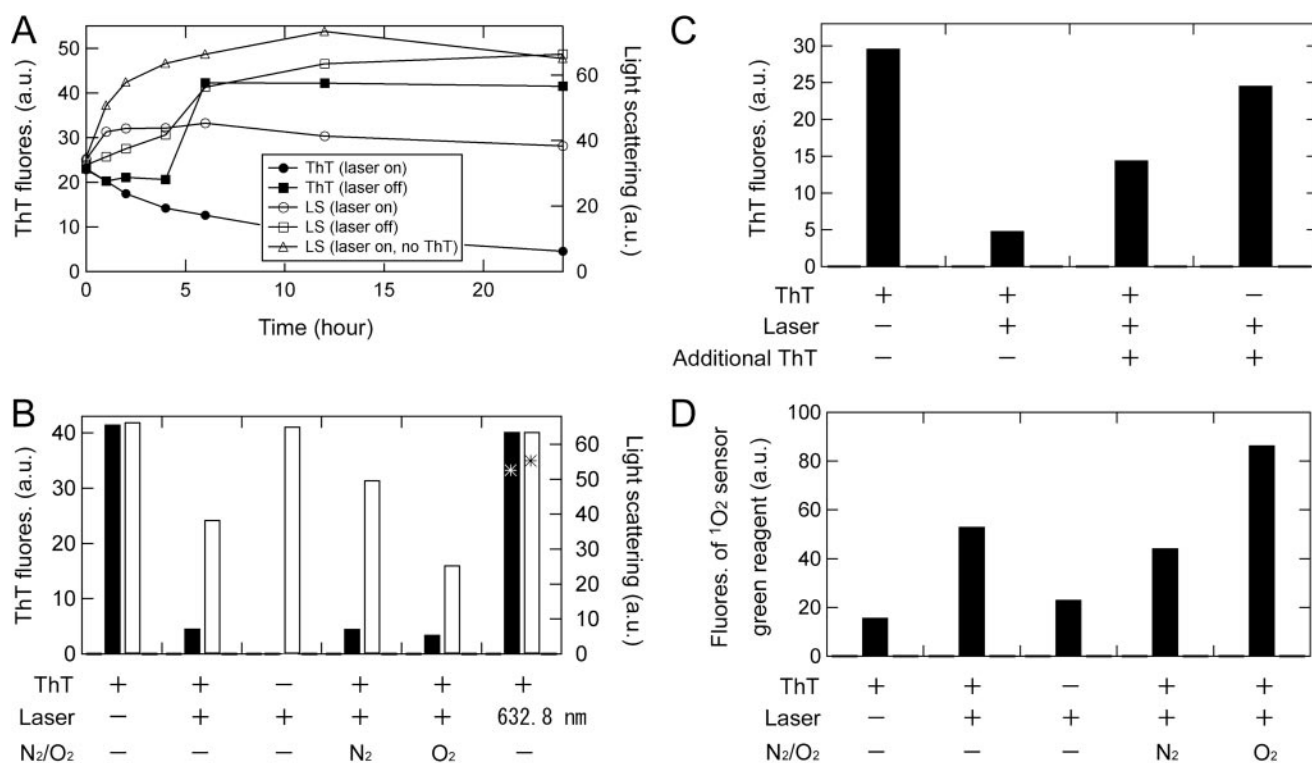 A
ThT fluores. (a.u.)
50
40
30
20
10
0
0
5
10
15
20
Time (hour)
60
40
20
0
Light scattering
(a.u.)
ThT (laser on)
ThT (laser off)
LS (laser on)
LS (laser off)
LS (laser on, no ThT)
B
ThT fluores. (a.u.)
40
30
20
10
0
60
50
40
30
20
10
0
Light scattering
(a.u.)
* *
ThT + + − + + +
Laser − + + + + 632.8 nm
N₂/O₂ − − − N₂ O₂ −
C
ThT fluores. (a.u.)
30
25
20
15
10
5
0
ThT + + + −
Laser − + + +
Additional ThT − − + +
D
Fluores. of ¹O₂ sensor
green reagent (a.u.)
100
80
60
40
20
0
ThT + + − + +
Laser − + + + +
N₂/O₂ − − − N₂ O₂